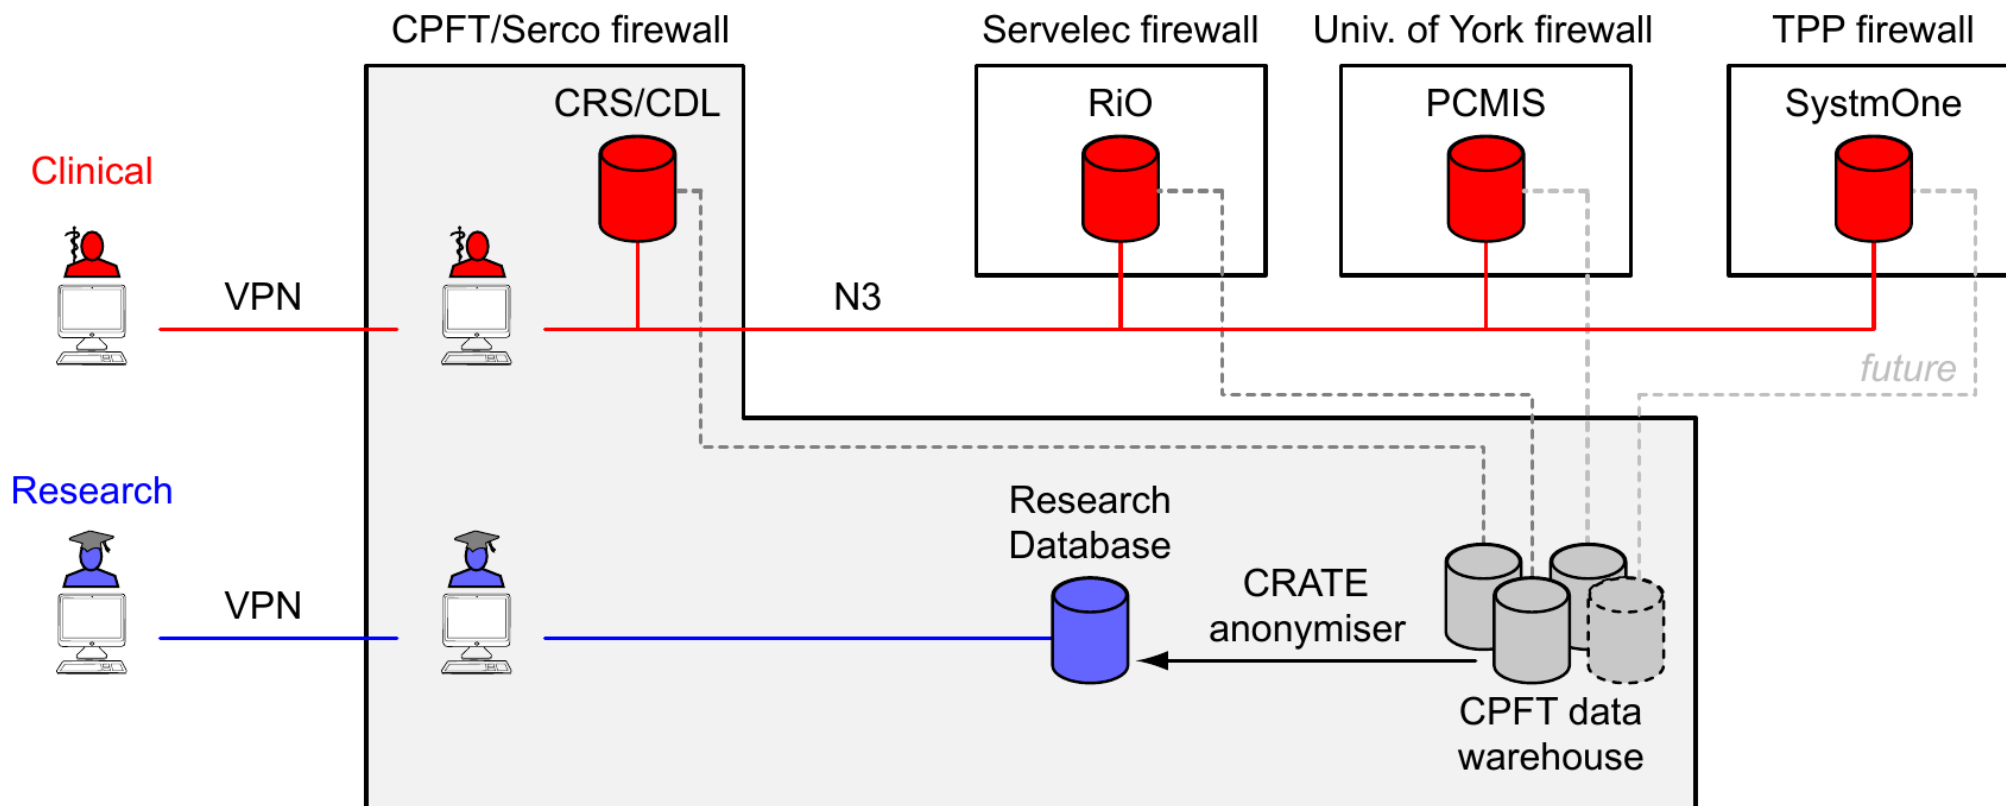 CPFT/Serco firewall
Servelec firewall
Univ. of York firewall
TPP firewall
CRS/CDL
RiO
PCMIS
SystmOne
Clinical
VPN
N3
future
Research
Research
Database
VPN
CRATE
anonymiser
CPFT data
warehouse